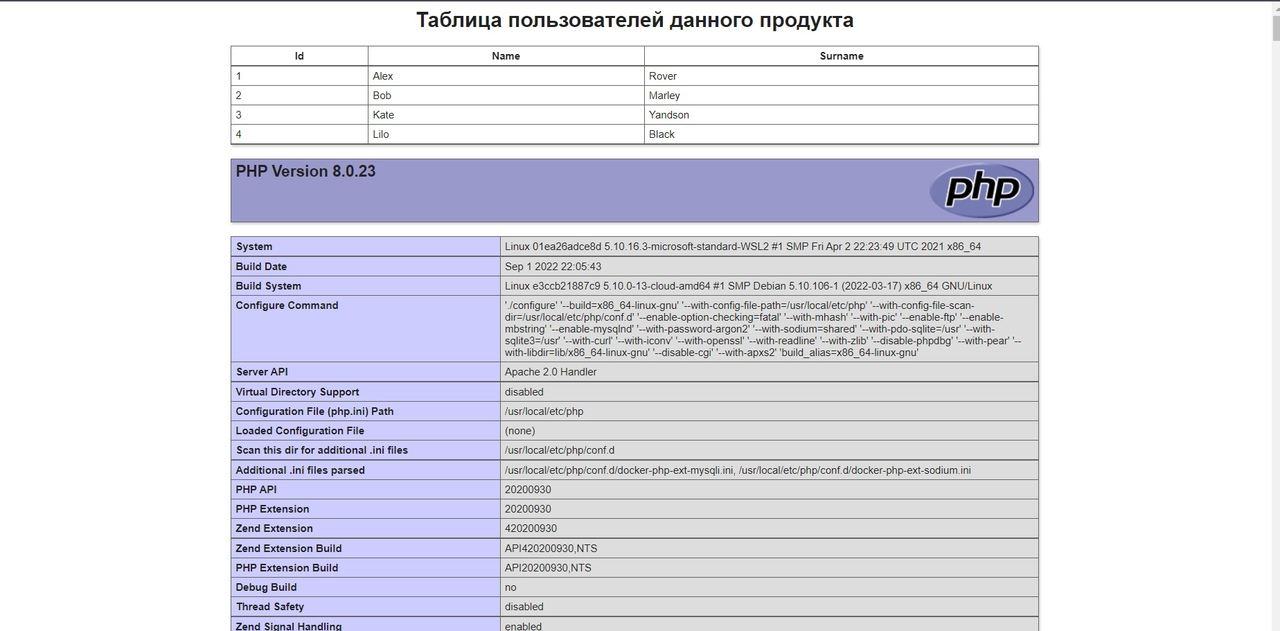 Таблица пользователей данного продукта
Id Name Surname
1 Alex Rover
2 Bob Marley
3 Kate Yandson
4 Lilo Black
PHP Version 8.0.23
php
System Linux 01ea26adce8d 5.10.16.3-microsoft-standard-WSL2 #1 SMP Fri Apr 2 22:23:49 UTC 2021 x86_64
Build Date Sep 1 2022 22:05:43
Build System Linux e3ccb21887c9 5.10.0-13-cloud-amd64 #1 SMP Debian 5.10.106-1 (2022-03-17) x86_64 GNU/Linux
Configure Command './configure' '--build=x86_64-linux-gnu' '--with-config-file-path=/usr/local/etc/php' '--with-config-file-scan-
dir=/usr/local/etc/php/conf.d' '--enable-option-checking=fatal' '--with-mhash' '--with-pic' '--enable-ftp' '--enable-
mbstring' '--enable-mysqlnd' '--with-password-argon2' '--with-sodium=shared' '--with-pdo-sqlite=/usr' '--with-
sqlite3=/usr' '--with-curl' '--with-iconv' '--with-openssl' '--with-readline' '--with-zlib' '--disable-phpdbg' '--with-pear' '--
with-libdir=lib/x86_64-linux-gnu' '--disable-cgi' '--with-apxs2' 'build_alias=x86_64-linux-gnu'
Server API Apache 2.0 Handler
Virtual Directory Support disabled
Configuration File (php.ini) Path /usr/local/etc/php
Loaded Configuration File (none)
Scan this dir for additional .ini files /usr/local/etc/php/conf.d
Additional .ini files parsed /usr/local/etc/php/conf.d/docker-php-ext-mysqli.ini, /usr/local/etc/php/conf.d/docker-php-ext-sodium.ini
PHP API 20200930
PHP Extension 20200930
Zend Extension 420200930
Zend Extension Build API420200930,NTS
PHP Extension Build API20200930,NTS
Debug Build no
Thread Safety disabled
Zend Signal Handling enabled